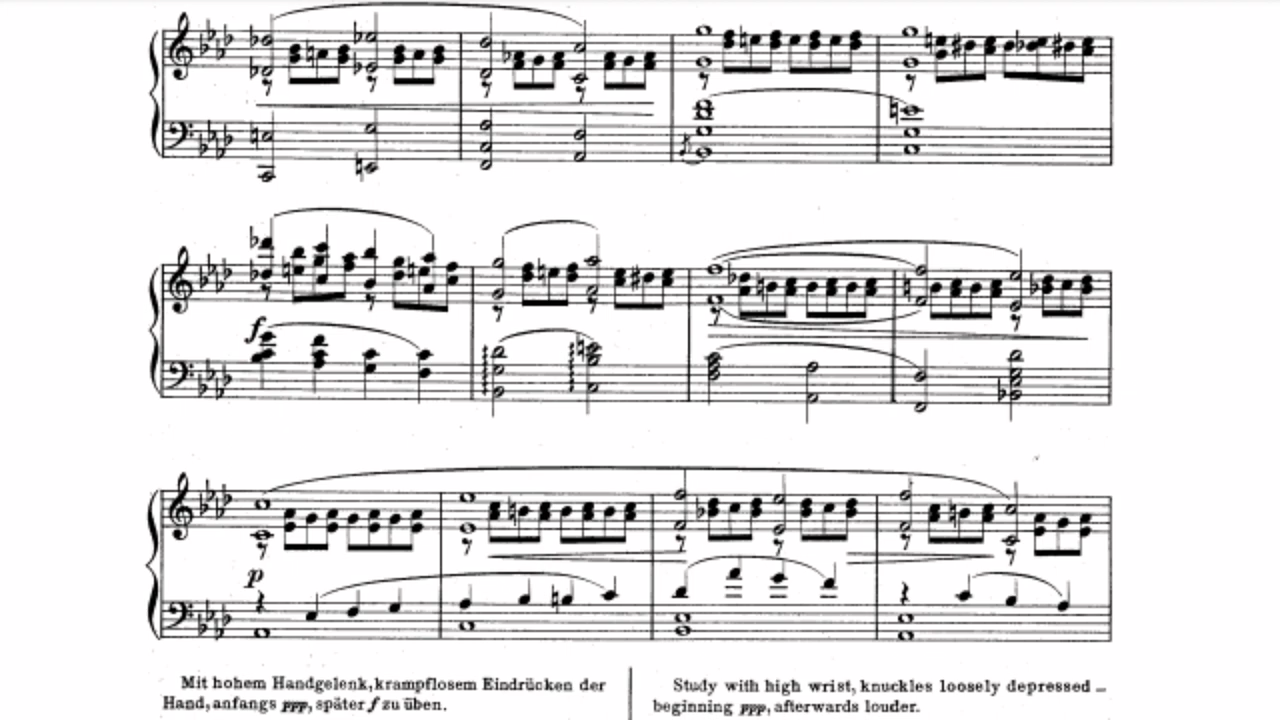 f
p
Mit hohem Handgelenk, krampflosem Eindrücken der
Hand, anfangs ppp, später f zu üben.
Study with high wrist, knuckles loosely depressed –
beginning ppp, afterwards louder.